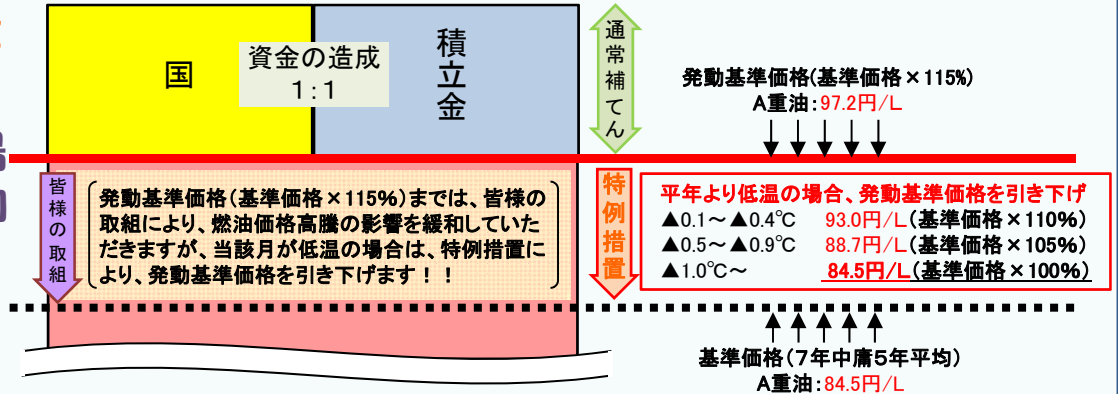 国
資金の造成
1：1
積立金
通常補てん
発動基準価格(基準価格×115%)
A重油：97.2円/L
皆様の取組
発動基準価格(基準価格×115%)までは、皆様の
取組により、燃油価格高騰の影響を緩和していた
だきますが、当該月が低温の場合は、特例措置に
より、発動基準価格を引き下げます！！
特例措置
平年より低温の場合、発動基準価格を引き下げ
▲0.1～▲0.4℃ 93.0円/L(基準価格×110%)
▲0.5～▲0.9℃ 88.7円/L(基準価格×105%)
▲1.0℃～ 84.5円/L(基準価格×100%)
基準価格(7年中庸5年平均)
A重油：84.5円/L